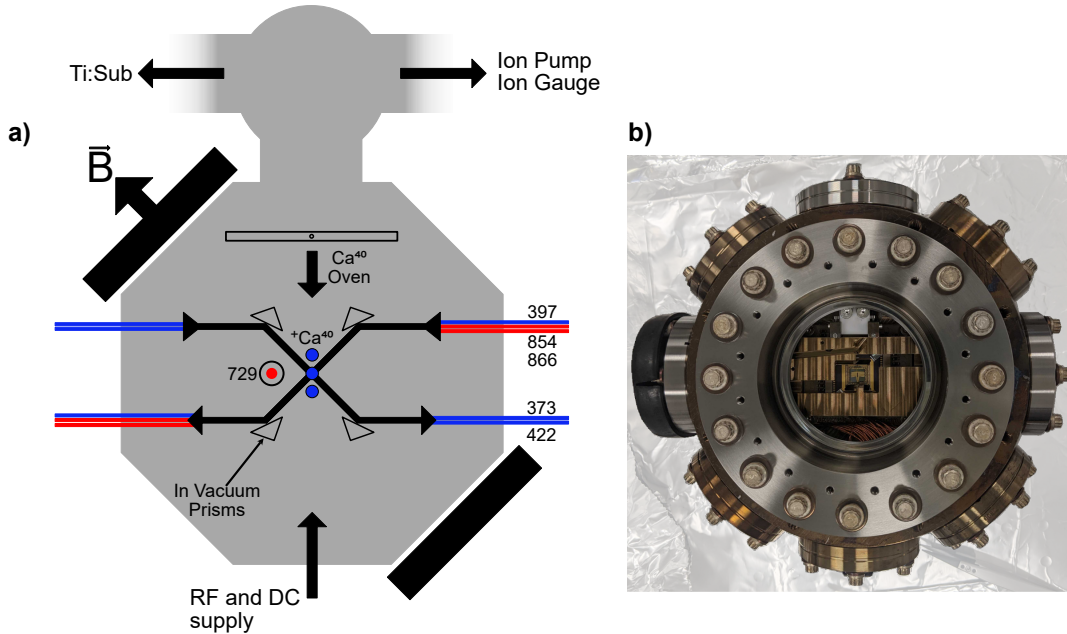 Ti:Sub
Ion Pump
Ion Gauge
a)
b)
B
Ca⁴⁰
Oven
397
854
866
⁺Ca⁴⁰
729
373
422
In Vacuum
Prisms
RF and DC
supply